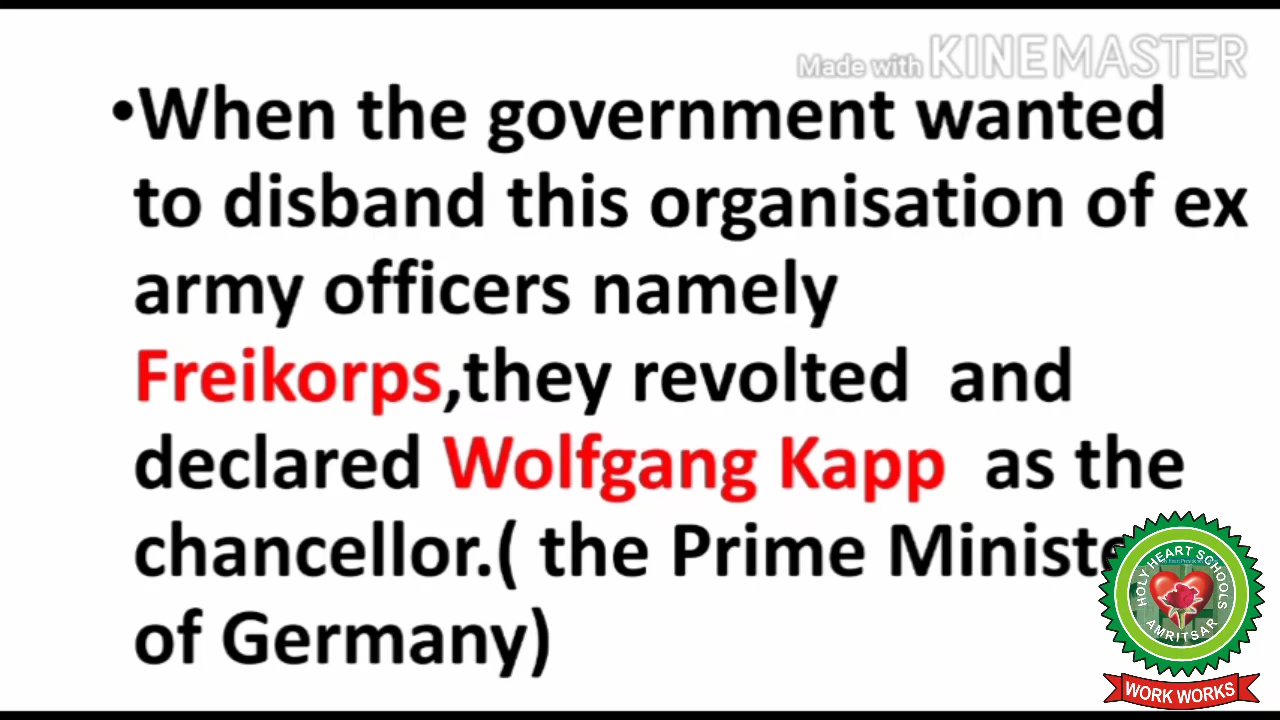 Made with KINEMASTER
•When the government wanted
to disband this organisation of ex
army officers namely
Freikorps,they revolted and
declared Wolfgang Kapp as the
chancellor.( the Prime Ministe
of Germany)
HOLY HEART SCHOOLS
AMRITSAR
WORK WORKS